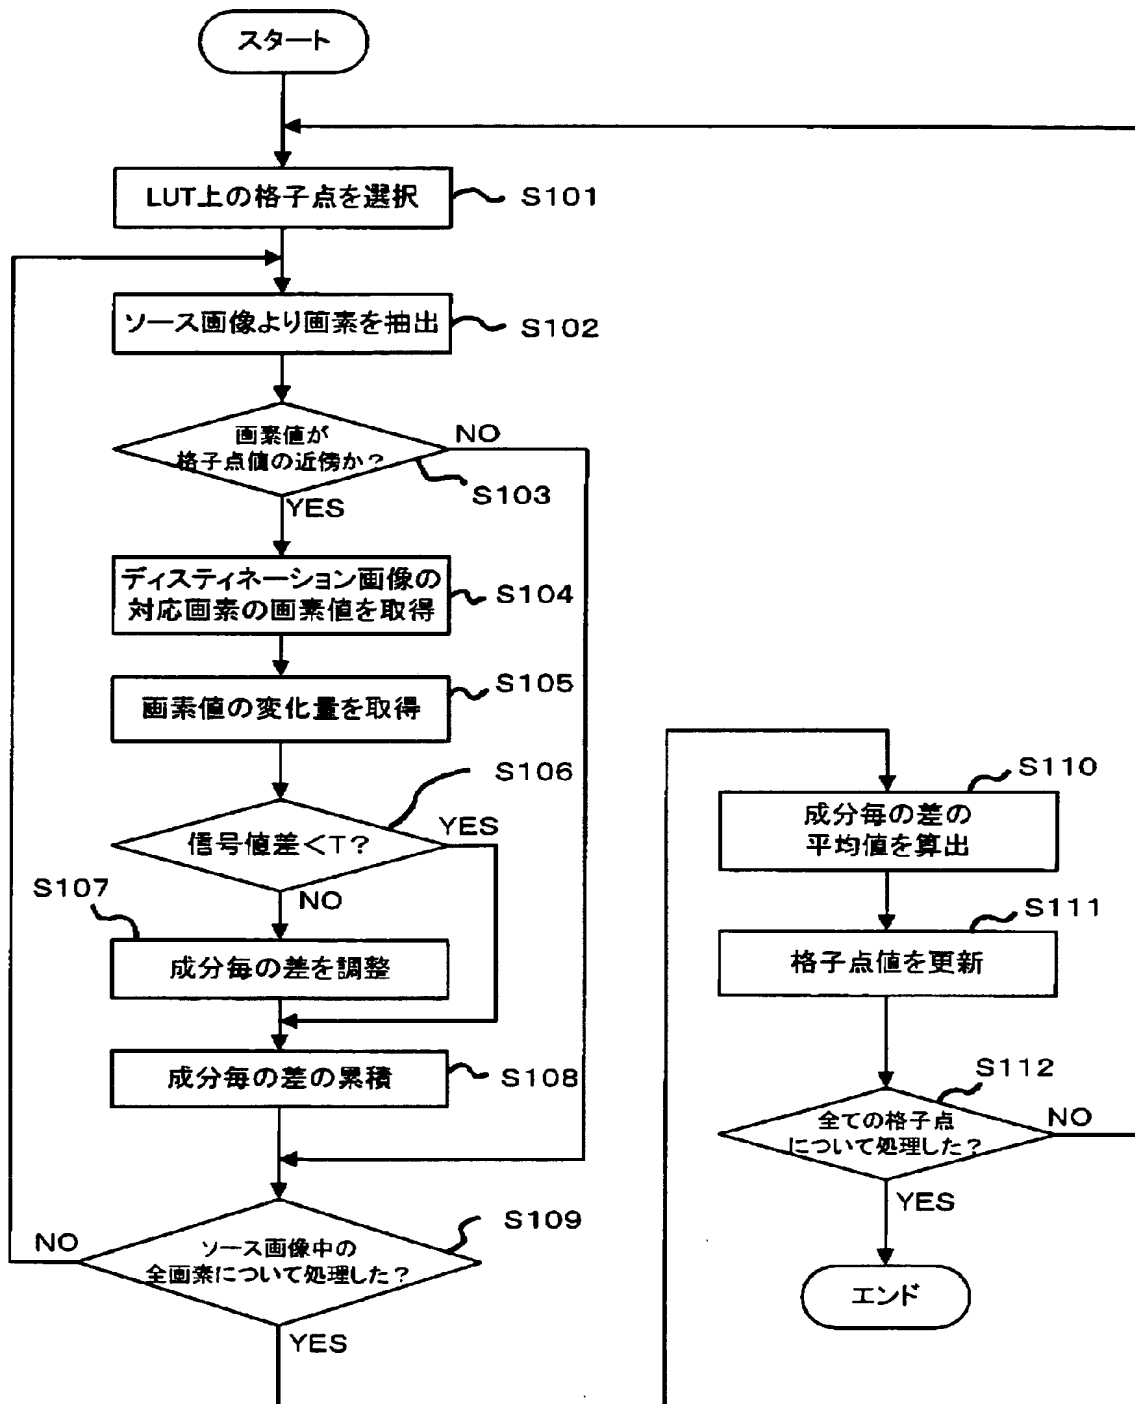 スタート
LUT上の格子点を選択
S101
ソース画像より画素を抽出
S102
画素値が
格子点値の近傍か？
NO
S103
YES
ディスティネーション画像の
対応画素の画素値を取得
S104
画素値の変化量を取得
S105
S106
信号値差<T？
YES
NO
S107
成分毎の差を調整
成分毎の差の累積
S108
S109
ソース画像中の
全画素について処理した？
NO
YES
S110
成分毎の差の
平均値を算出
S111
格子点値を更新
S112
全ての格子点
について処理した？
NO
YES
エンド